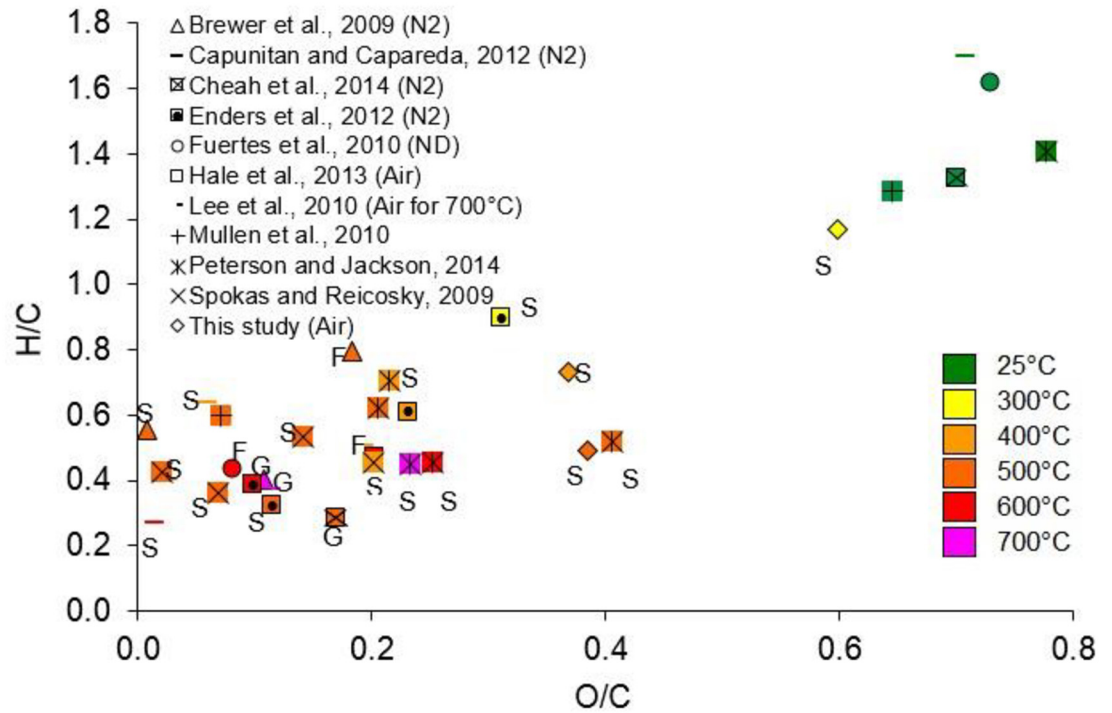 1.8
1.6
1.4
1.2
1.0
0.8
0.6
0.4
0.2
0.0
H/C
Brewer et al., 2009 (N2)
Capunitan and Capareda, 2012 (N2)
Cheah et al., 2014 (N2)
Enders et al., 2012 (N2)
Fuertes et al., 2010 (ND)
Hale et al., 2013 (Air)
Lee et al., 2010 (Air for 700°C)
Mullen et al., 2010
Peterson and Jackson, 2014
Spokas and Reicosky, 2009
This study (Air)
S
S
F
S
S
S
S
S
F
F
S
G
G
S
S
S
S
S
S
S
G
S
25°C
300°C
400°C
500°C
600°C
700°C
0.0
0.2
0.4
0.6
0.8
O/C